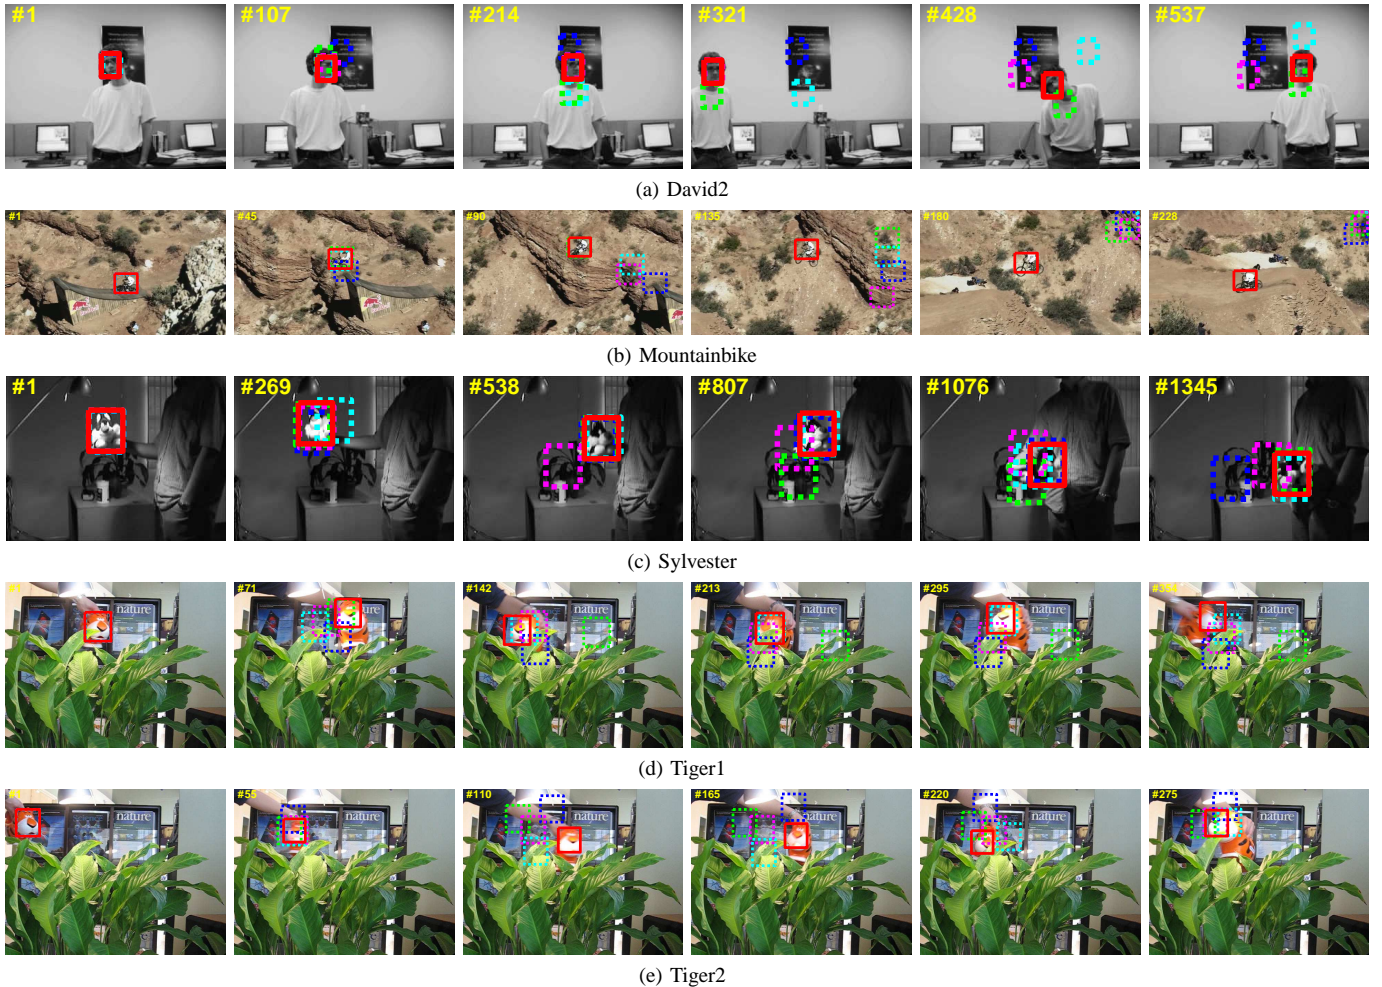 #1 #107 #214 #321 #428 #537
(a) David2
#1 #45 #90 #135 #180 #228
(b) Mountainbike
#1 #269 #538 #807 #1076 #1345
(c) Sylvester
#71 #142 #213 #295
nature nature nature nature nature nature
(d) Tiger1
#55 #110 #165 #220 #275
nature nature nature nature nature nature
(e) Tiger2